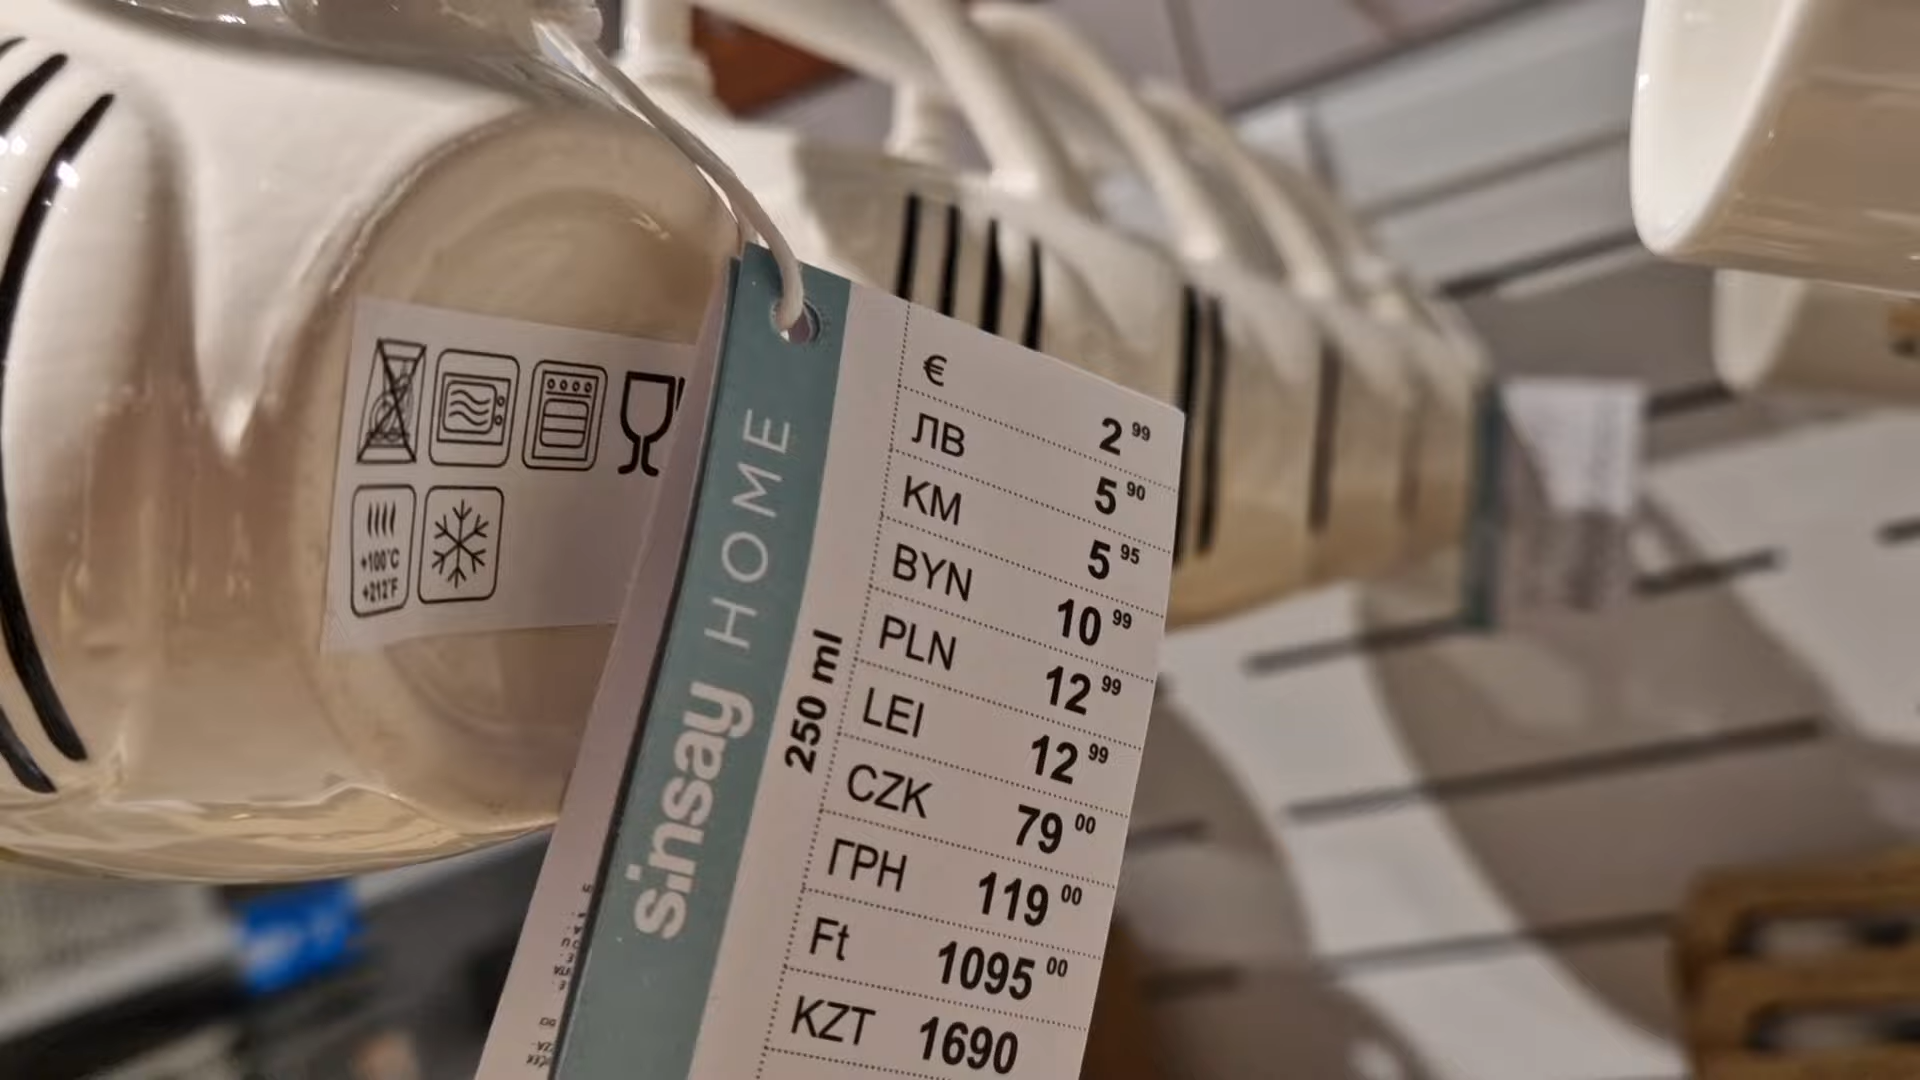 +100°C
+212°F
sinsay HOME
250 ml
€ 2 99
ЛВ 5 90
KM 5 95
BYN 10 99
PLN 12 99
LEI 12 99
CZK 79 00
ГРН 119 00
Ft 1095 00
KZT 1690